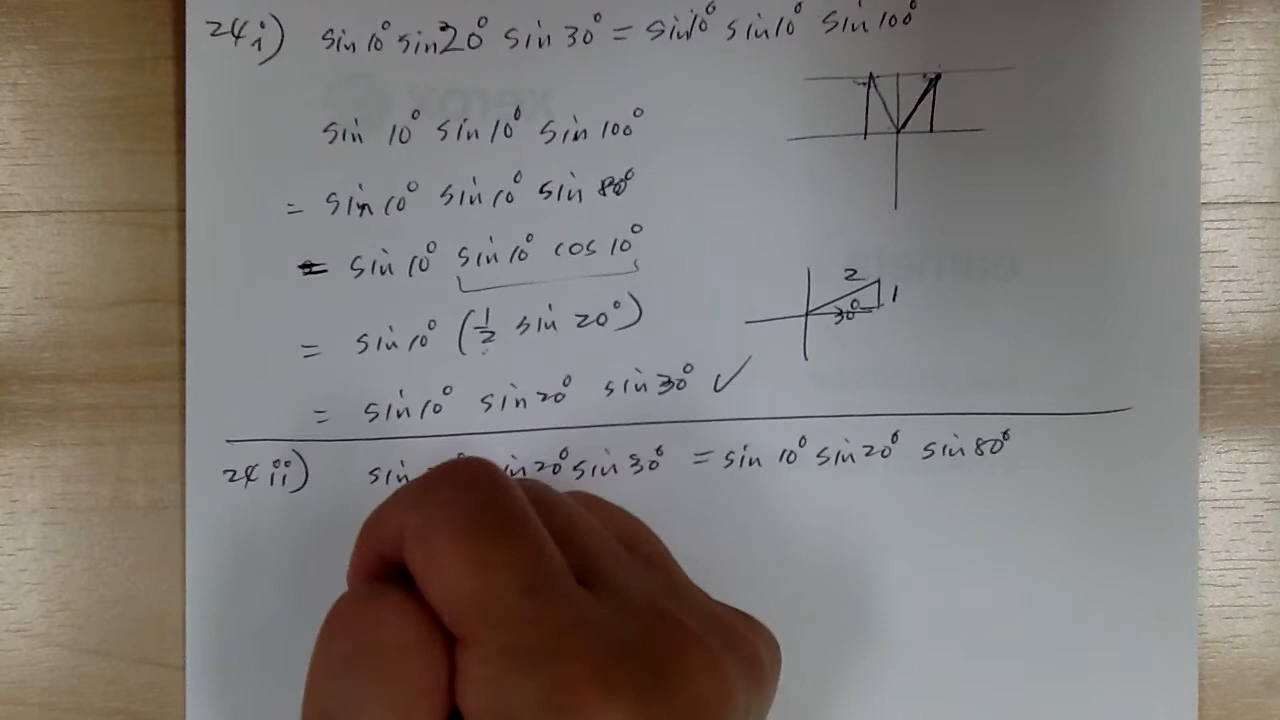 24 i) sin 10° sin 20° sin 30° = sin 10° sin 10° sin 100°
sin 10° sin 10° sin 100°
= sin 10° sin 10° sin 80°
= sin 10° sin 10° cos 10°
2
1
30°
= sin 10° (1/2 sin 20°)
= sin 10° sin 20° sin 30° ✓
24 ii) sin sin 20° sin 30° = sin 10° sin 20° sin 80°